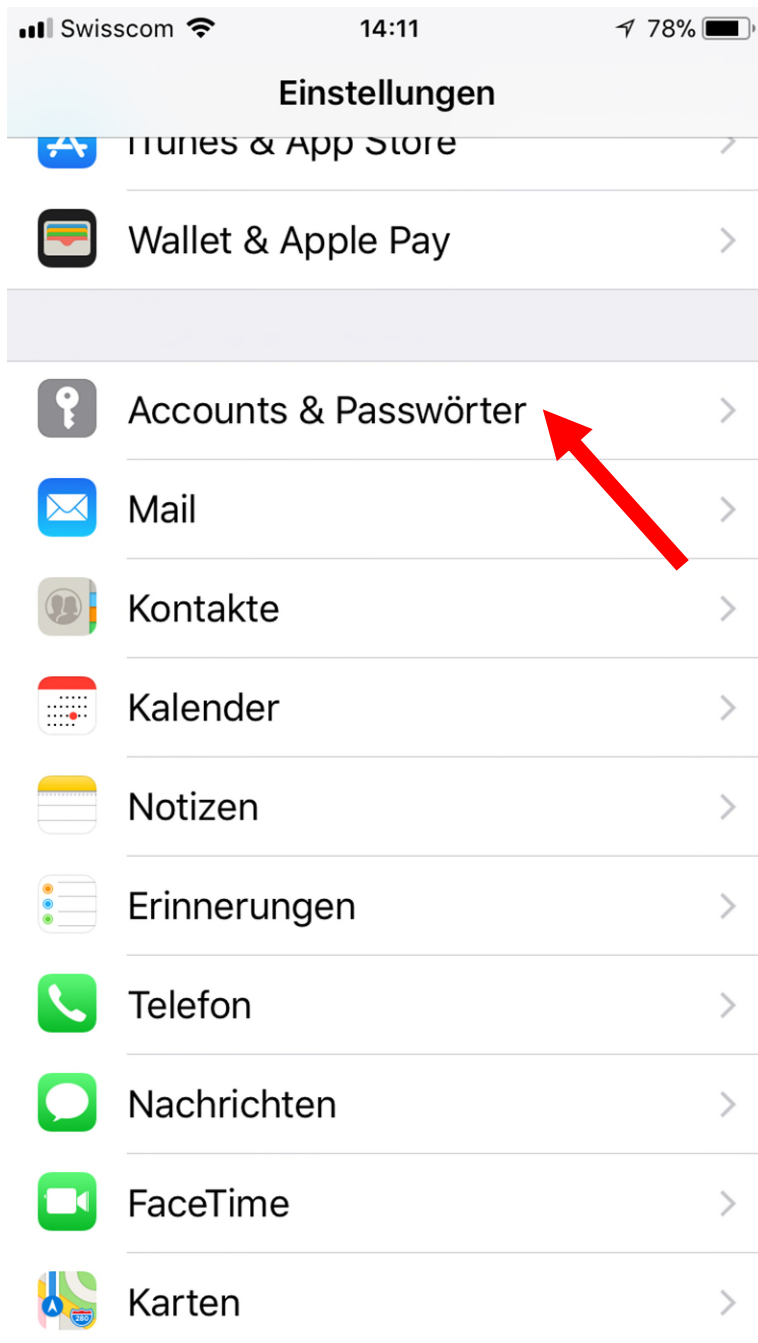 Swisscom 14:11 78%
Einstellungen
iTunes & App Store
Wallet & Apple Pay
Accounts & Passwörter
Mail
Kontakte
Kalender
Notizen
Erinnerungen
Telefon
Nachrichten
FaceTime
Karten
280